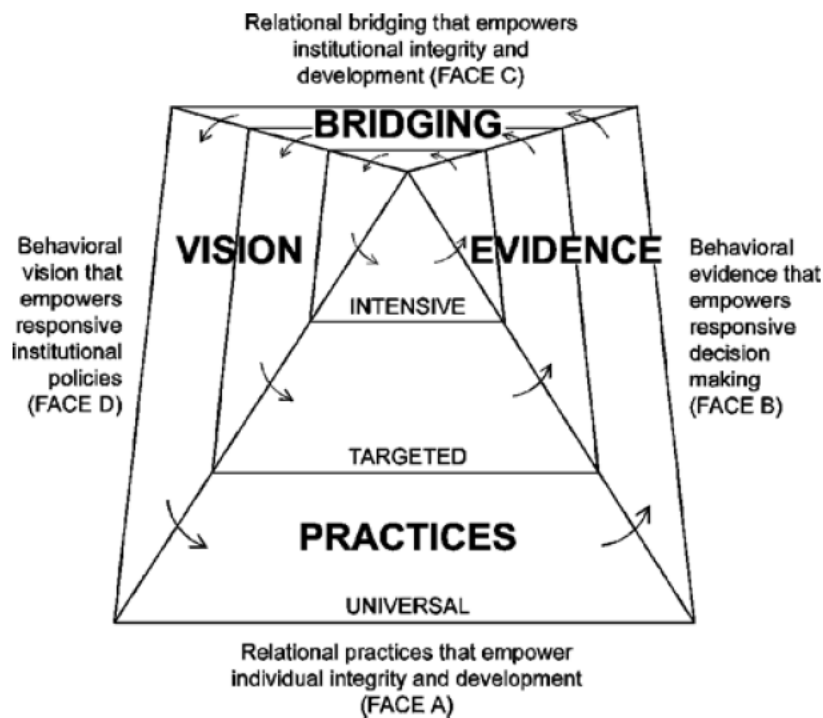 Relational bridging that empowers
institutional integrity and
development (FACE C)
BRIDGING
VISION
EVIDENCE
Behavioral
vision that
empowers
responsive
institutional
policies
(FACE D)
Behavioral
evidence that
empowers
responsive
decision
making
(FACE B)
INTENSIVE
TARGETED
PRACTICES
UNIVERSAL
Relational practices that empower
individual integrity and development
(FACE A)